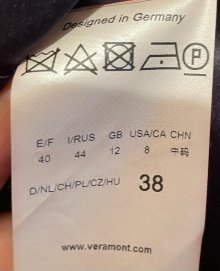 Designed in Germany
P
E/F I/RUS GB USA/CA CHN
40 44 12 8 中码
D/NL/CH/PL/CZ/HU 38
www.veramont.com